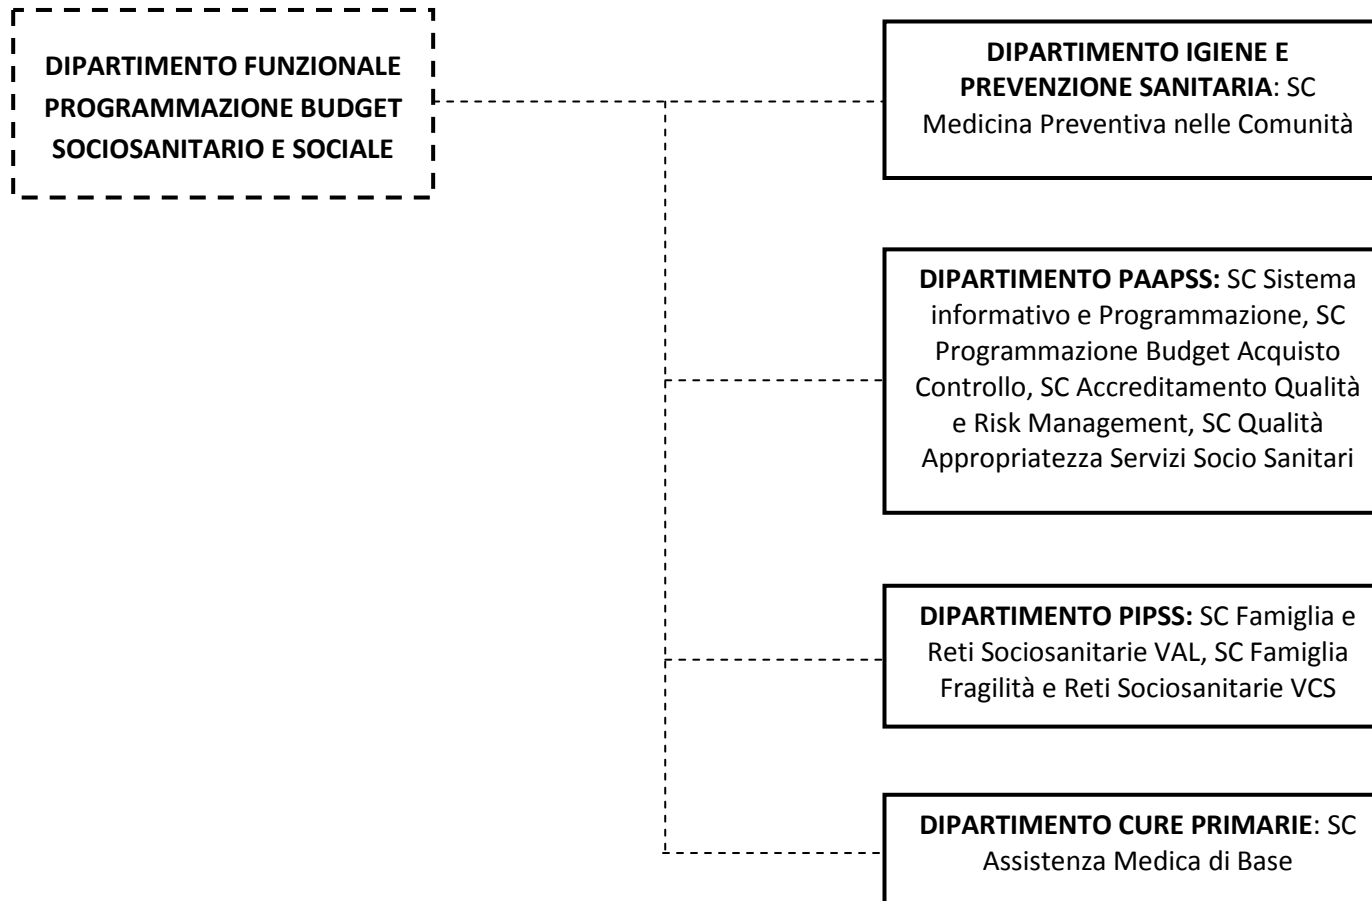 DIPARTIMENTO FUNZIONALE
PROGRAMMAZIONE BUDGET
SOCIOSANITARIO E SOCIALE
DIPARTIMENTO IGIENE E
PREVENZIONE SANITARIA: SC
Medicina Preventiva nelle Comunità
DIPARTIMENTO PAAPSS: SC Sistema
informativo e Programmazione, SC
Programmazione Budget Acquisto
Controllo, SC Accreditamento Qualità
e Risk Management, SC Qualità
Appropriatezza Servizi Socio Sanitari
DIPARTIMENTO PIPSS: SC Famiglia e
Reti Sociosanitarie VAL, SC Famiglia
Fragilità e Reti Sociosanitarie VCS
DIPARTIMENTO CURE PRIMARIE: SC
Assistenza Medica di Base